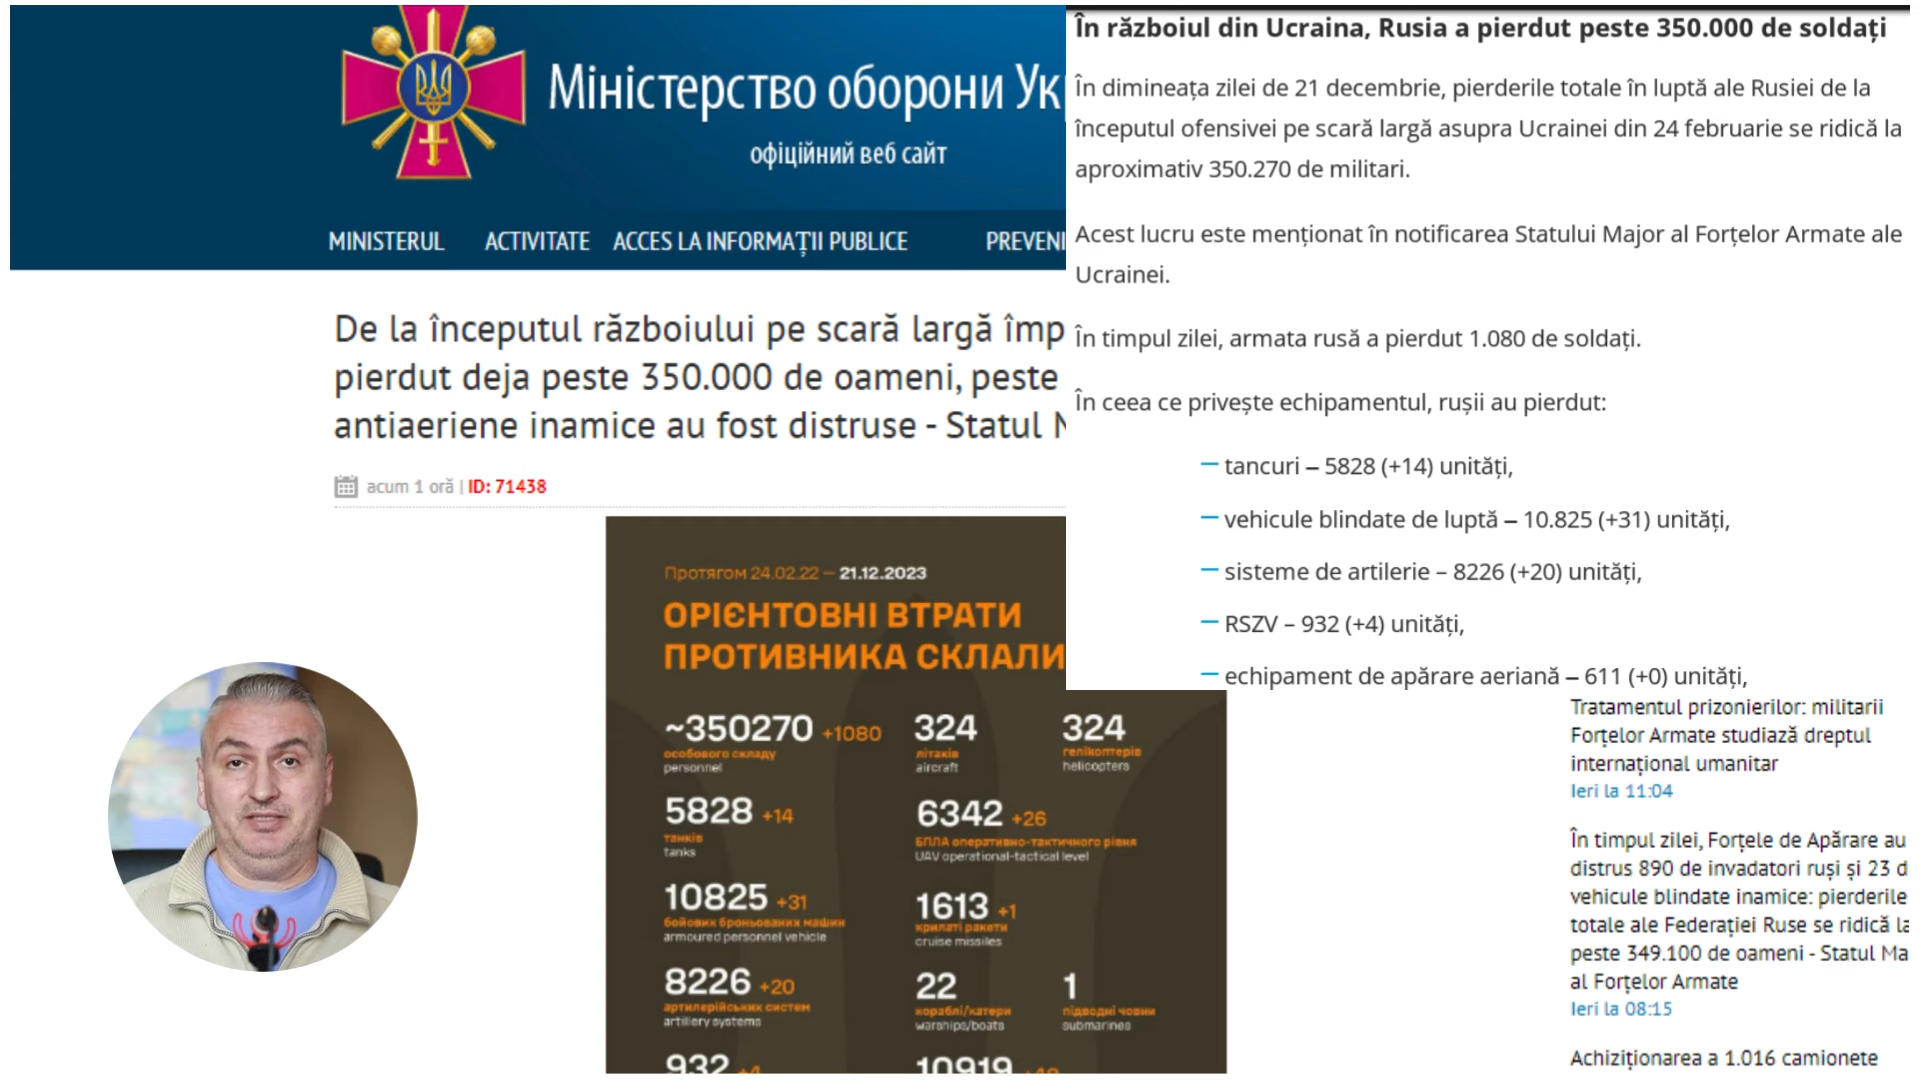 Міністерство оборони Ук
офіційний веб сайт
MINISTERUL ACTIVITATE ACCES LA INFORMAȚII PUBLICE PREVENI
De la începutul războiului pe scară largă împ
pierdut deja peste 350.000 de oameni, peste
antiaeriene inamice au fost distruse - Statul M
acum 1 oră | ID: 71438
Протягом 24.02.22 — 21.12.2023
ОРІЄНТОВНІ ВТРАТИ
ПРОТИВНИКА СКЛАЛИ
~350270 +1080
особового складу
personnel
324
літаків
aircraft
324
гелікоптерів
helicopters
5828 +14
танків
tanks
6342 +26
БПЛА оперативно-тактичного рівня
UAV operational-tactical level
10825 +31
бойових броньованих машин
armoured personnel vehicle
1613 +1
крилаті ракети
cruise missiles
8226 +20
артилерійських систем
artillery systems
22
кораблі/катери
warships/boats
1
підводні човни
submarines
932 +4
10919
În războiul din Ucraina, Rusia a pierdut peste 350.000 de soldați
În dimineața zilei de 21 decembrie, pierderile totale în luptă ale Rusiei de la
începutul ofensivei pe scară largă asupra Ucrainei din 24 februarie se ridică la
aproximativ 350.270 de militari.
Acest lucru este menționat în notificarea Statului Major al Forțelor Armate ale
Ucrainei.
În timpul zilei, armata rusă a pierdut 1.080 de soldați.
În ceea ce privește echipamentul, rușii au pierdut:
— tancuri – 5828 (+14) unități,
— vehicule blindate de luptă – 10.825 (+31) unități,
— sisteme de artilerie – 8226 (+20) unități,
— RSZV – 932 (+4) unități,
— echipament de apărare aeriană – 611 (+0) unități,
Tratamentul prizonierilor: militarii
Forțelor Armate studiază dreptul
internațional umanitar
Ieri la 11:04
În timpul zilei, Forțele de Apărare au
distrus 890 de invadatori ruși și 23 d
vehicule blindate inamice: pierderile
totale ale Federației Ruse se ridică la
peste 349.100 de oameni - Statul Ma
al Forțelor Armate
Ieri la 08:15
Achiziționarea a 1.016 camionete